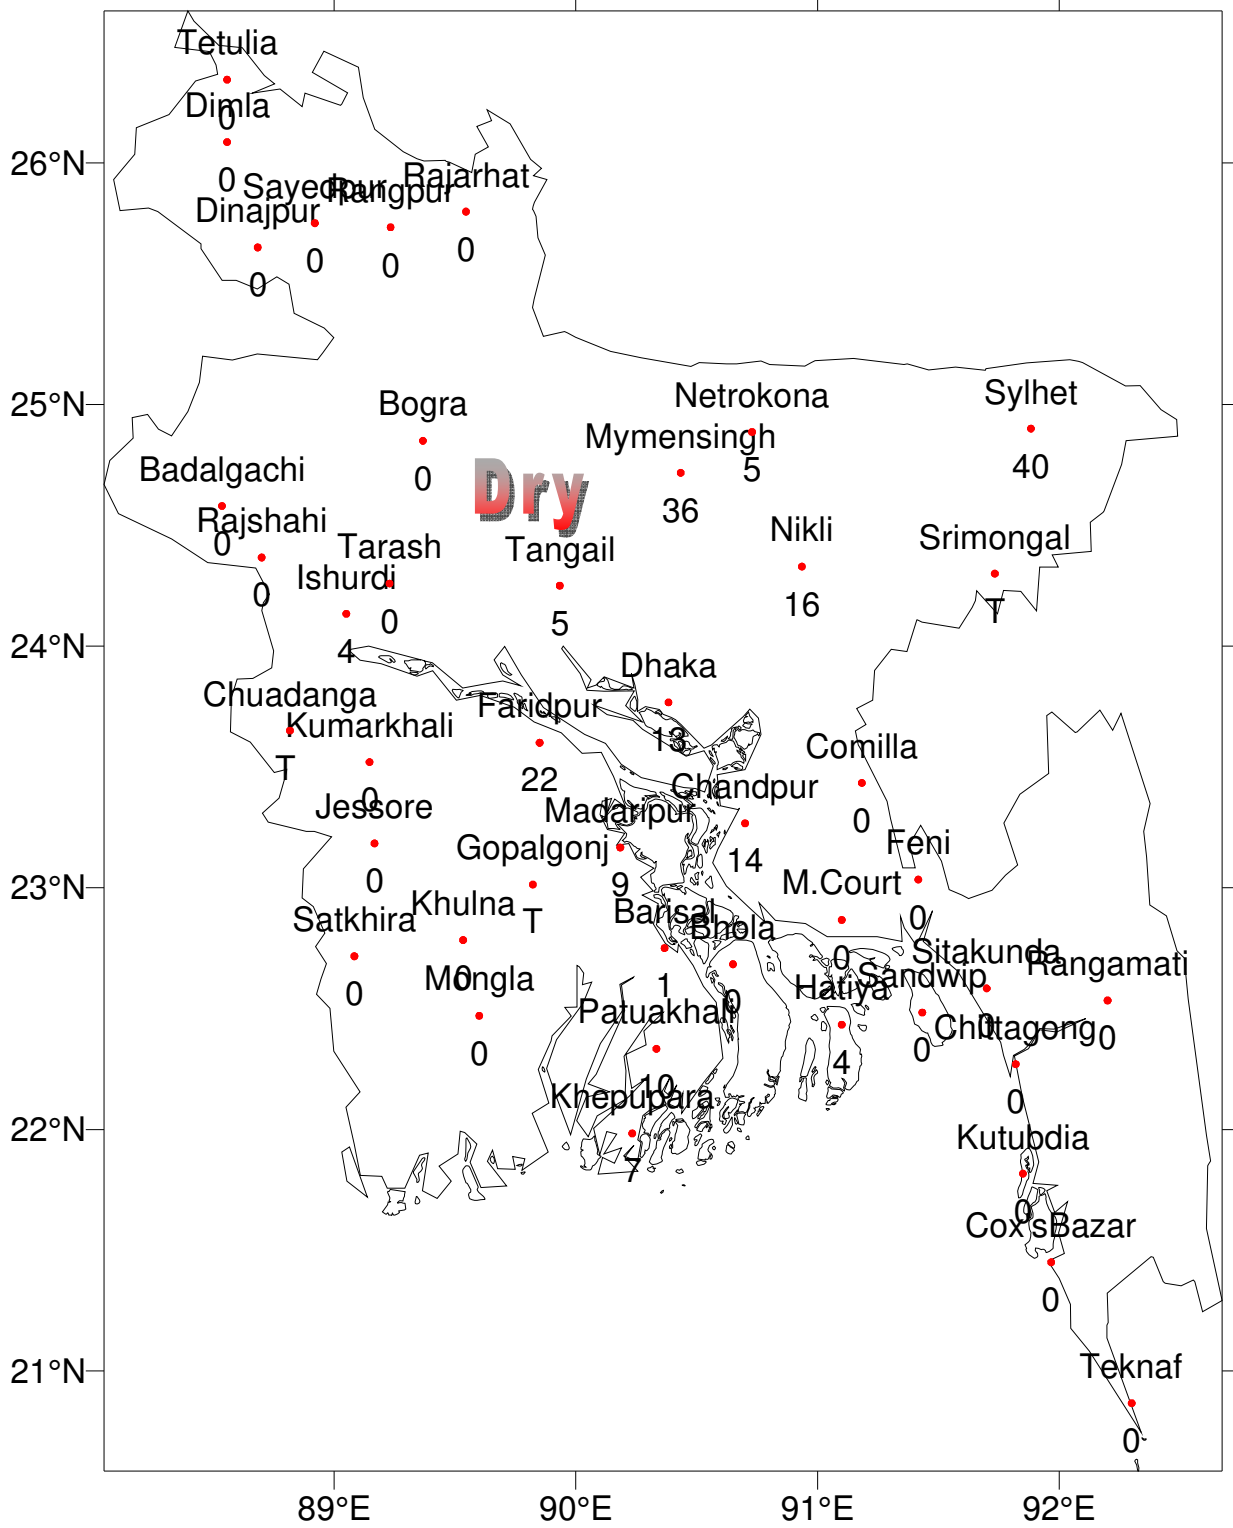 Tetulia
0
Dimla
0
26°N
Sayedpur
0
Rangpur
0
Rajarhat
0
Dinajpur
0
25°N
Bogra
0
Netrokona
5
Sylhet
40
Mymensingh
36
Dry
Badalgachi
0
Rajshahi
0
Tarash
0
Ishurdi
4
Tangail
5
Nikli
16
Srimongal
T
24°N
Dhaka
13
Chuadanga
T
Kumarkhali
0
Faridpur
22
Comilla
0
Jessore
0
Chandpur
14
Madaripur
9
Gopalgonj
T
Feni
0
23°N
M.Court
0
Khulna
0
Satkhira
0
Barisal
1
Bhola
0
Mongla
0
Hatiya
4
Sandwip
0
Sitakunda
0
Rangamati
0
Patuakhali
10
Chittagong
0
Khepupara
7
22°N
Kutubdia
0
Cox'sBazar
0
21°N
Teknaf
0
89°E
90°E
91°E
92°E